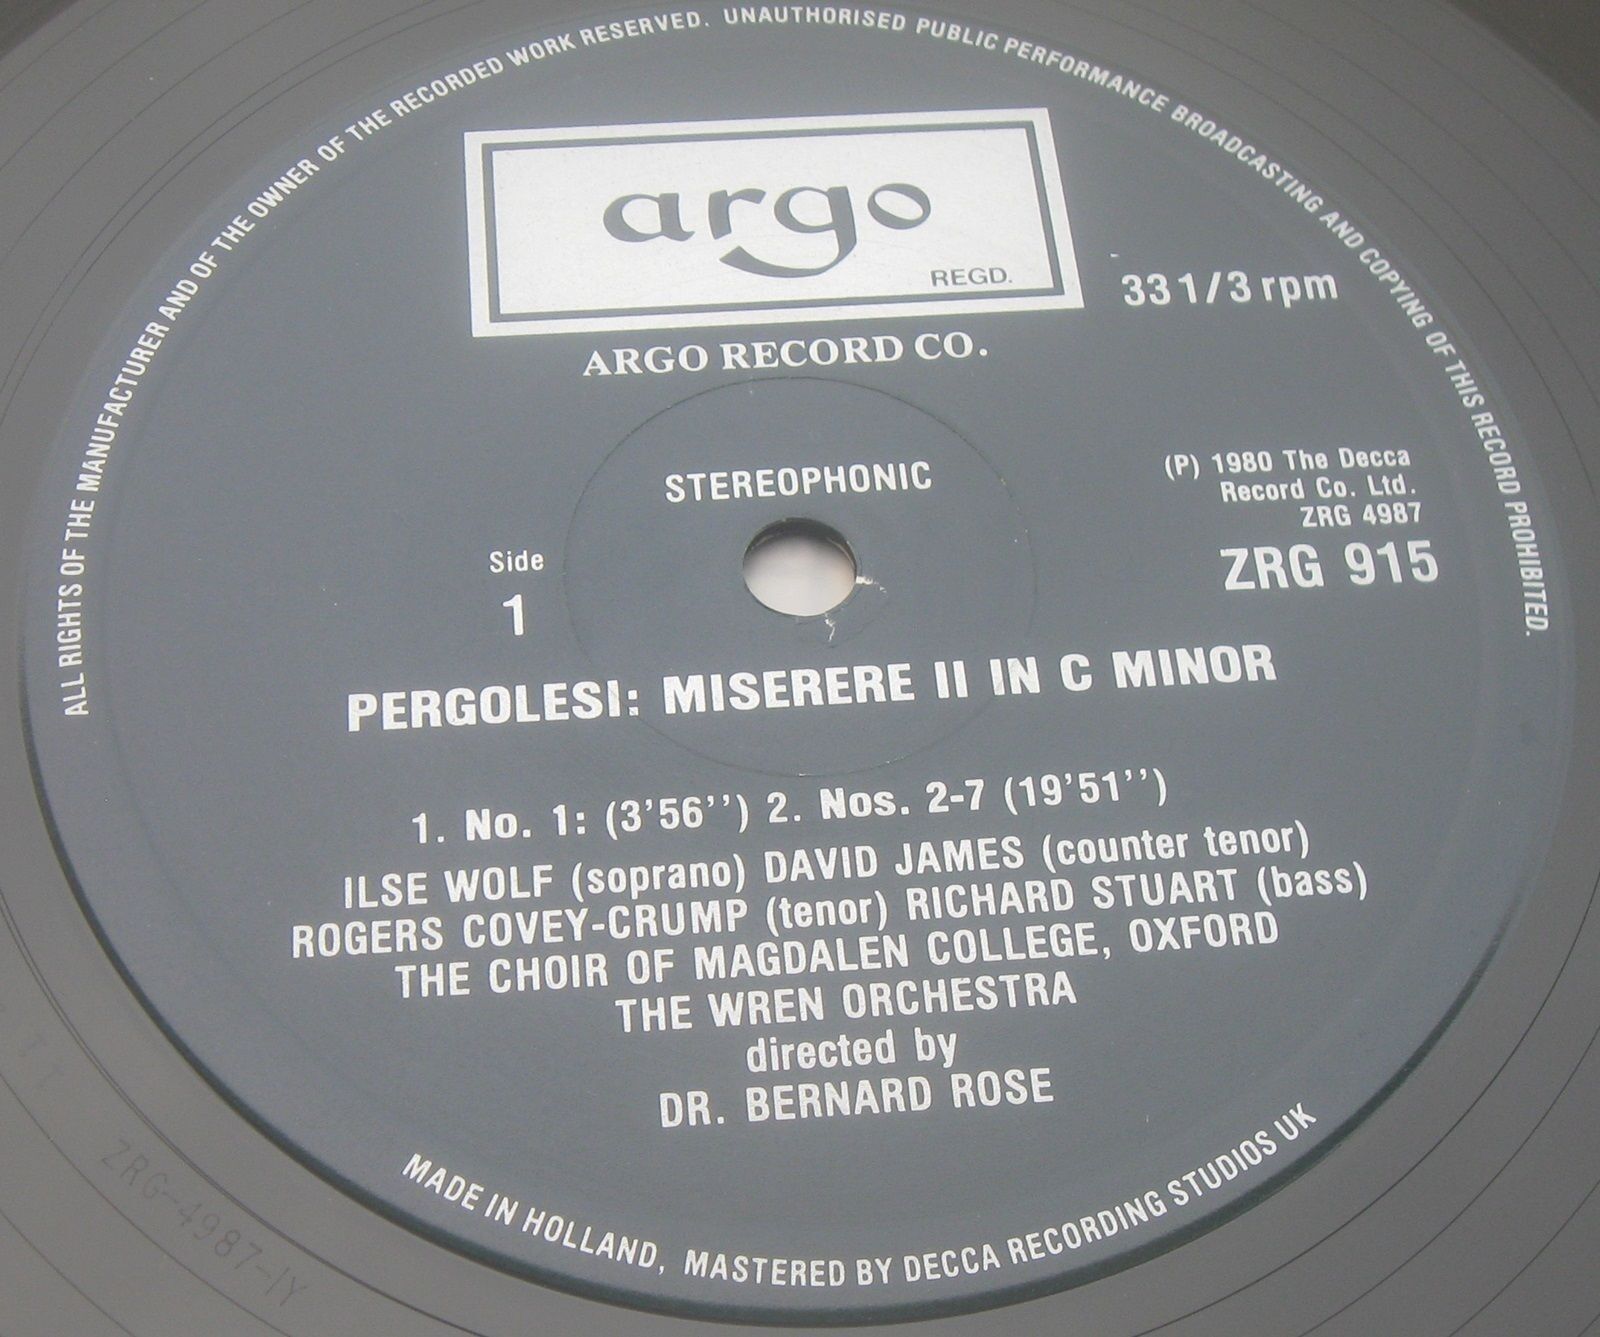 ALL RIGHTS OF THE MANUFACTURER AND OF THE OWNER OF THE RECORDED WORK RESERVED. UNAUTHORISED PUBLIC PERFORMANCE BROADCASTING AND COPYING OF THIS RECORD PROHIBITED.
argo
REGD.
33 1/3 rpm
ARGO RECORD CO.
STEREOPHONIC
(P) 1980 The Decca
Record Co. Ltd.
ZRG 4987
ZRG 915
Side
1
PERGOLESI: MISERERE II IN C MINOR
1. No. 1: (3'56'') 2. Nos. 2-7 (19'51'')
ILSE WOLF (soprano) DAVID JAMES (counter tenor)
ROGERS COVEY-CRUMP (tenor) RICHARD STUART (bass)
THE CHOIR OF MAGDALEN COLLEGE, OXFORD
THE WREN ORCHESTRA
directed by
DR. BERNARD ROSE
MADE IN HOLLAND, MASTERED BY DECCA RECORDING STUDIOS UK
ZRG-4987-1Y